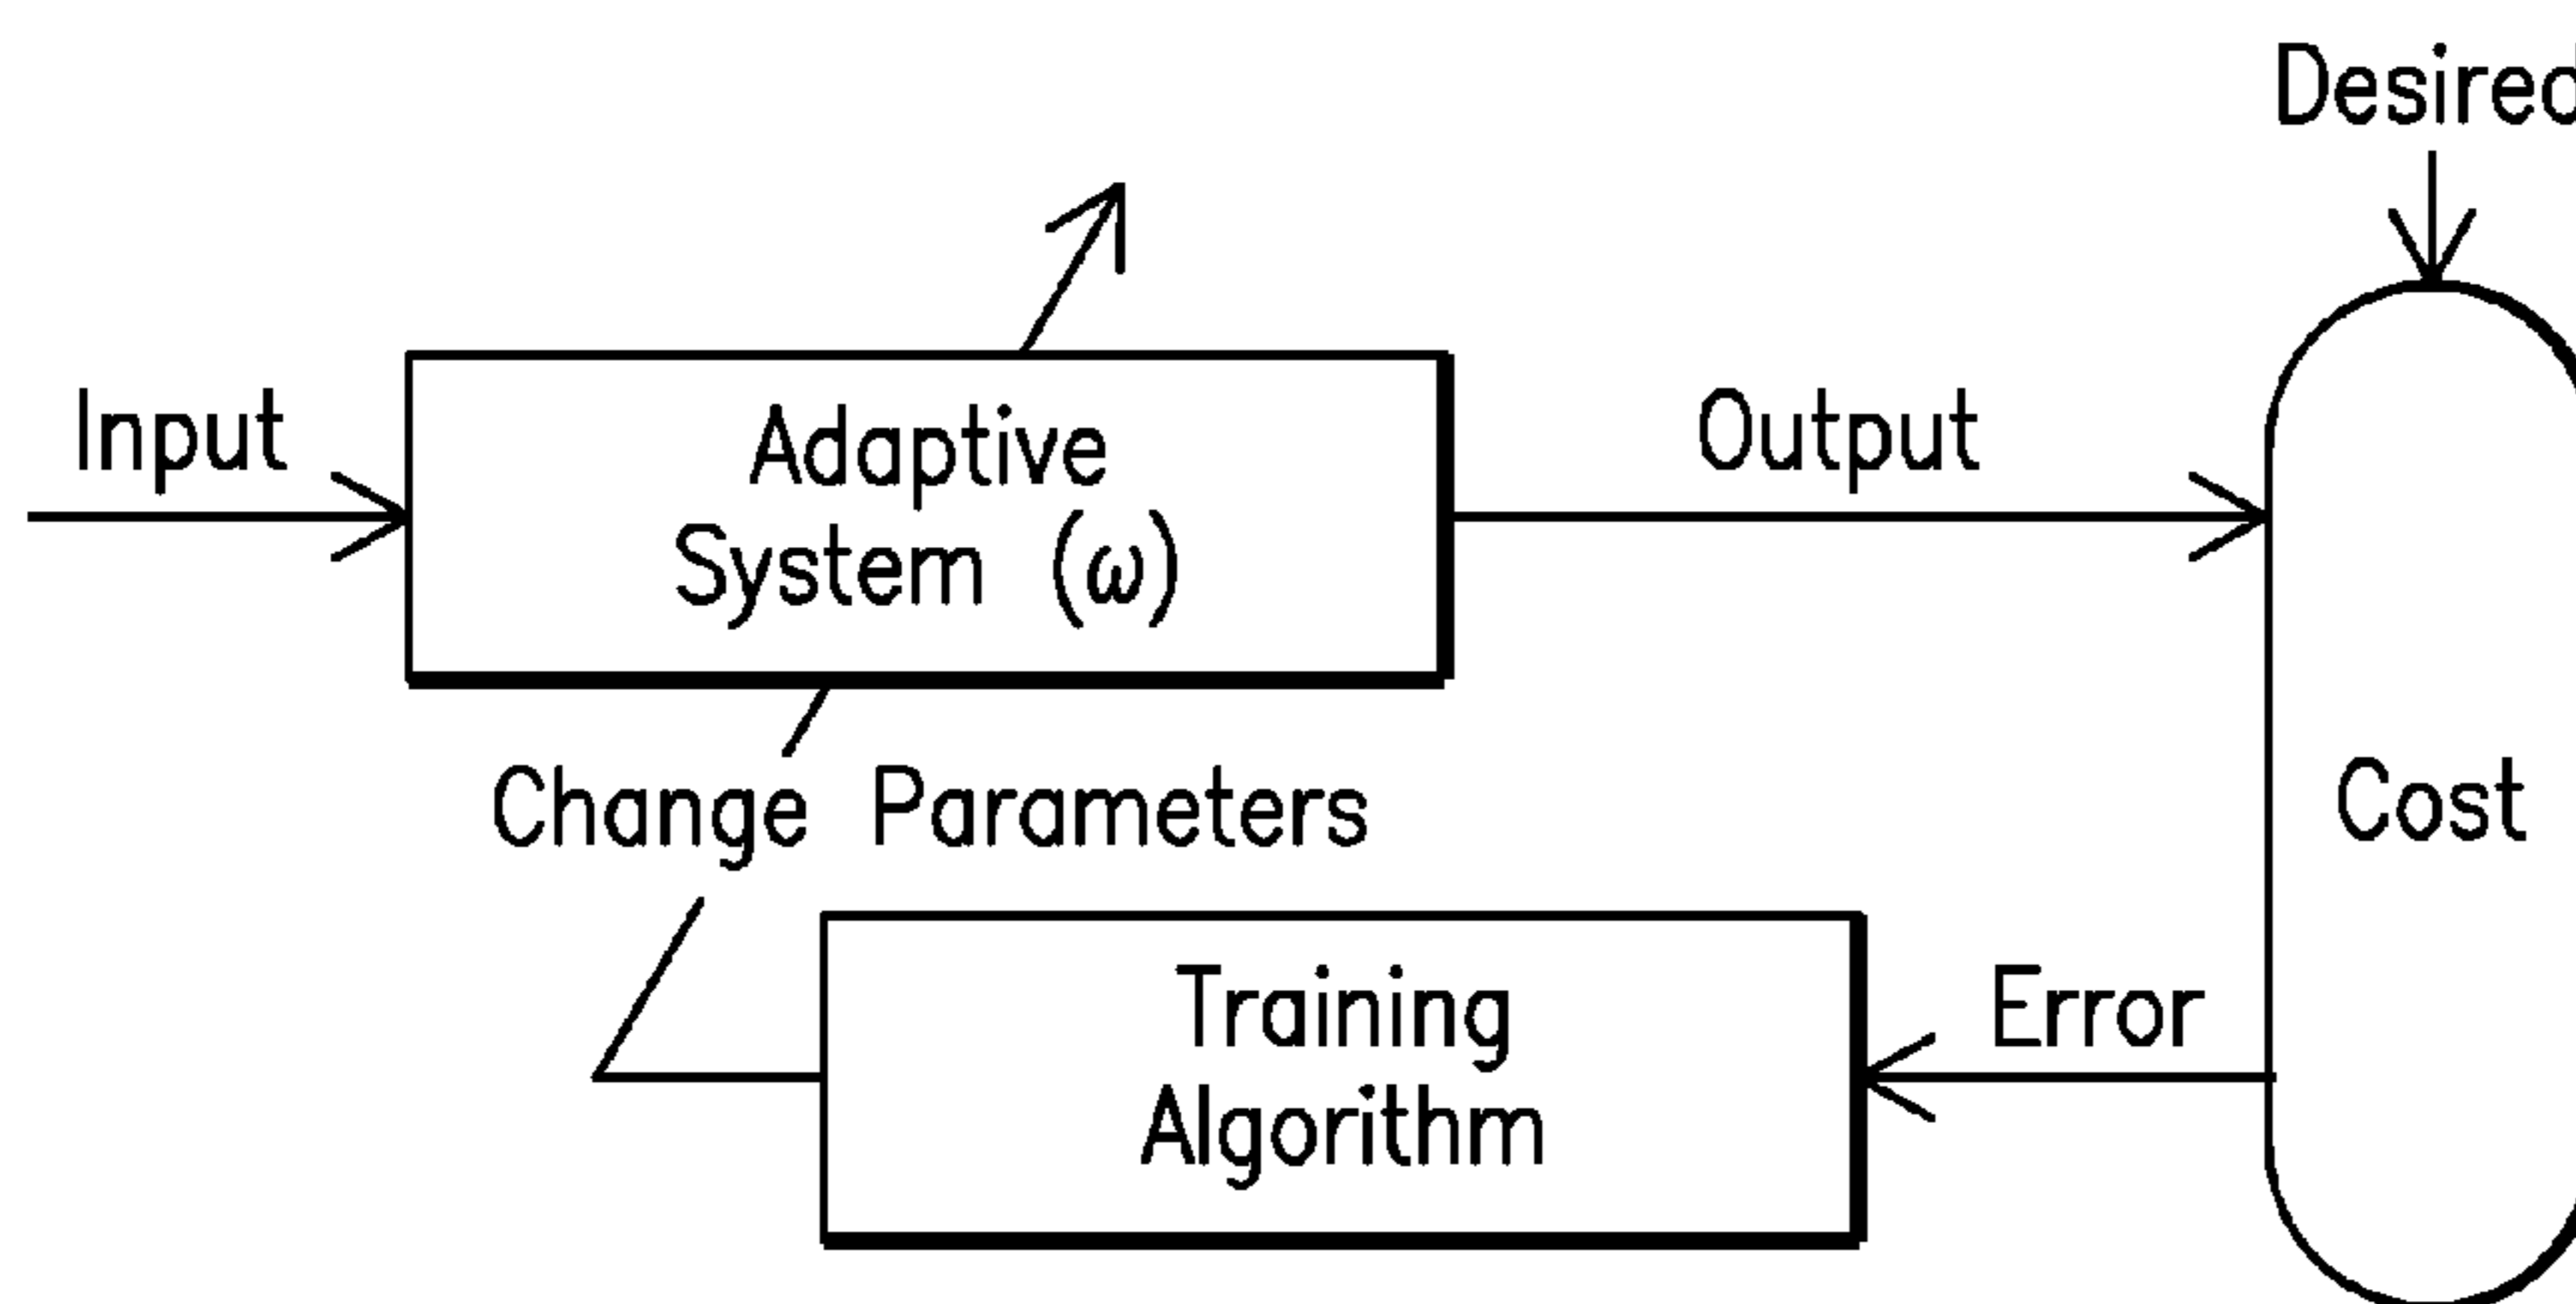 Desired
Input
Adaptive
System (ω)
Output
Change Parameters
Cost
Training
Algorithm
Error